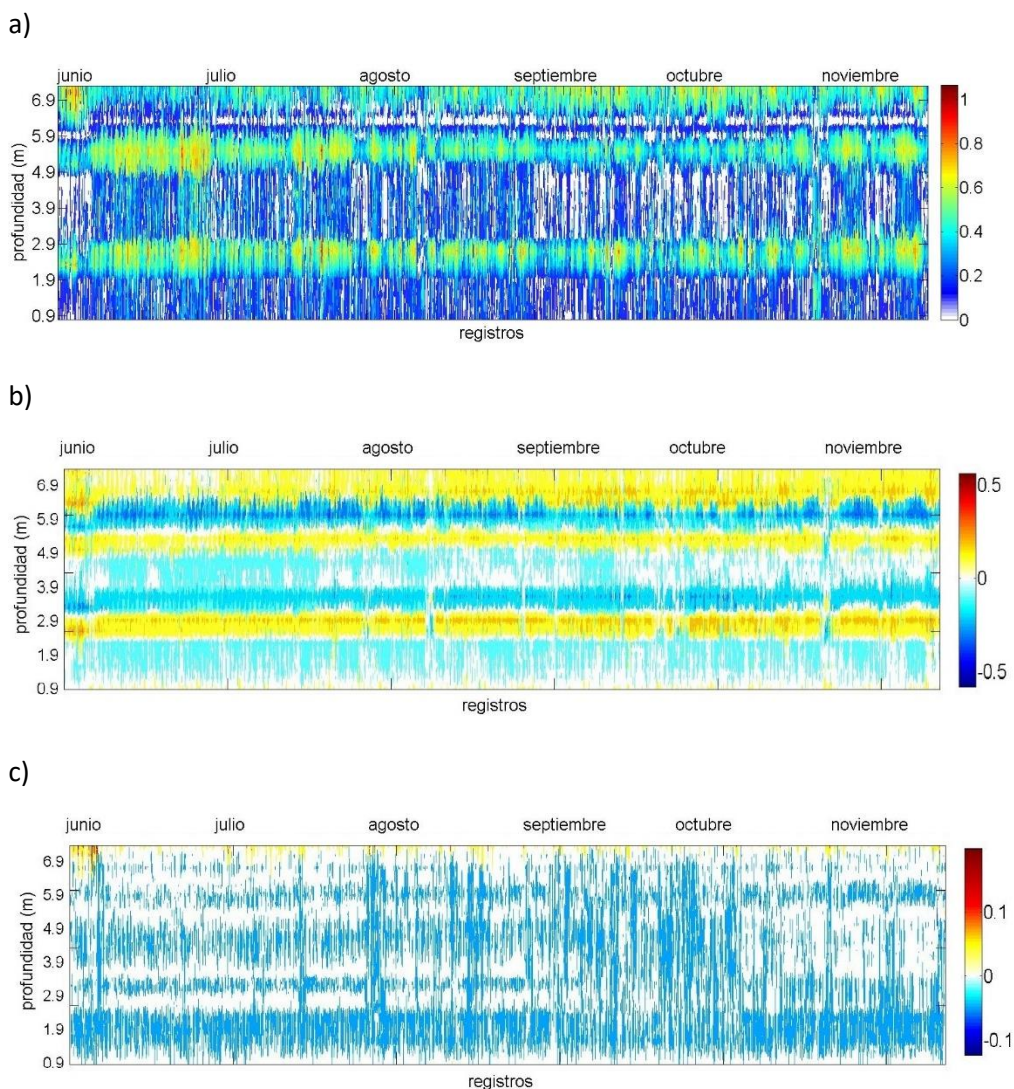 a)
junio julio agosto septiembre octubre noviembre
profundidad (m)
6.9
5.9
4.9
3.9
2.9
1.9
0.9
registros
1
0.8
0.6
0.4
0.2
0
b)
junio julio agosto septiembre octubre noviembre
profundidad (m)
6.9
5.9
4.9
3.9
2.9
1.9
0.9
registros
0.5
0
-0.5
c)
junio julio agosto septiembre octubre noviembre
profundidad (m)
6.9
5.9
4.9
3.9
2.9
1.9
0.9
registros
0.1
0
-0.1